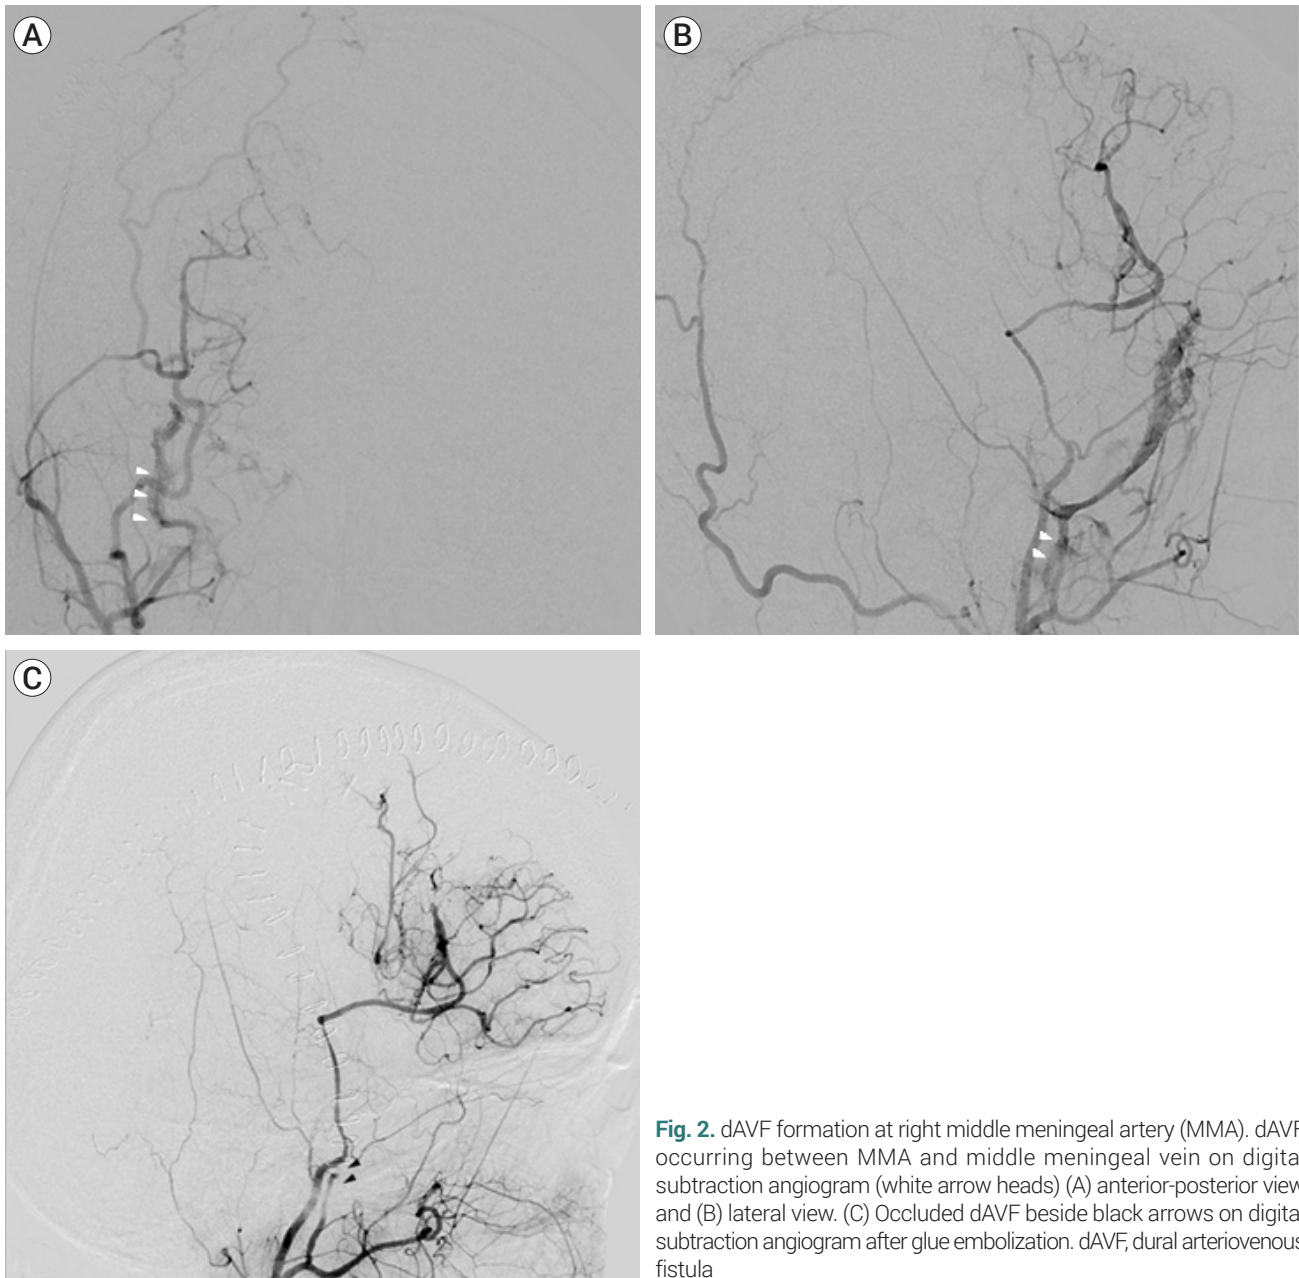 A
B
C
Fig. 2. dAVF formation at right middle meningeal artery (MMA). dAVF
occurring between MMA and middle meningeal vein on digita
subtraction angiogram (white arrow heads) (A) anterior-posterior view
and (B) lateral view. (C) Occluded dAVF beside black arrows on digita
subtraction angiogram after glue embolization. dAVF, dural arteriovenous
fistula